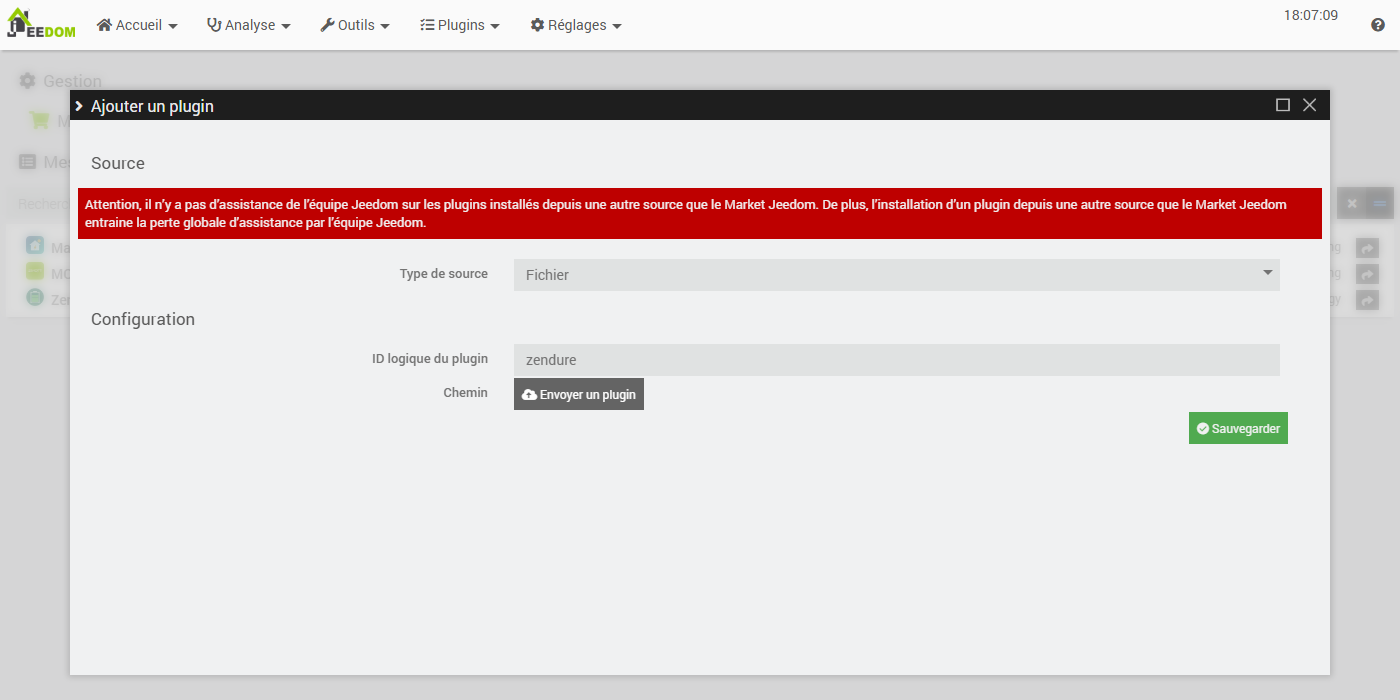 JEEDOM
Accueil
Analyse
Outils
Plugins
Réglages
18:07:09
Gestion
Ajouter un plugin
Source
Attention, il n’y a pas d’assistance de l’équipe Jeedom sur les plugins installés depuis une autre source que le Market Jeedom. De plus, l’installation d’un plugin depuis une autre source que le Market Jeedom
entraine la perte globale d’assistance par l’équipe Jeedom.
Type de source
Fichier
Configuration
ID logique du plugin
zendure
Chemin
Envoyer un plugin
Sauvegarder